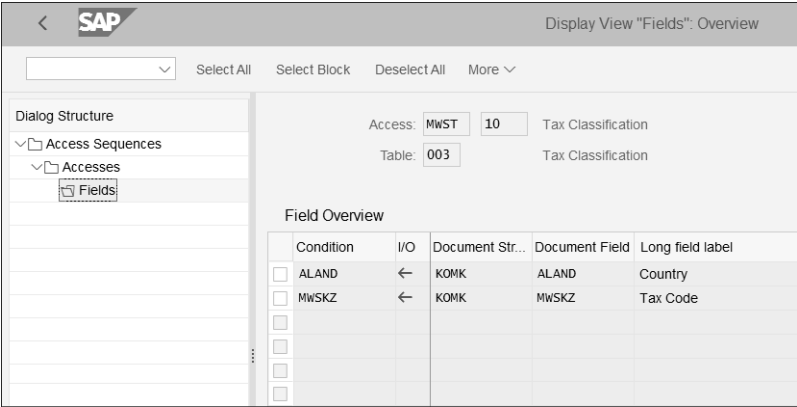 SAP Display View "Fields": Overview
Select All Select Block Deselect All More
Dialog Structure
Access Sequences
Accesses
Fields
Access: MWST 10 Tax Classification
Table: 003 Tax Classification
Field Overview
Condition I/O Document Str... Document Field Long field label
ALAND ← KOMK ALAND Country
MWSKZ ← KOMK MWSKZ Tax Code